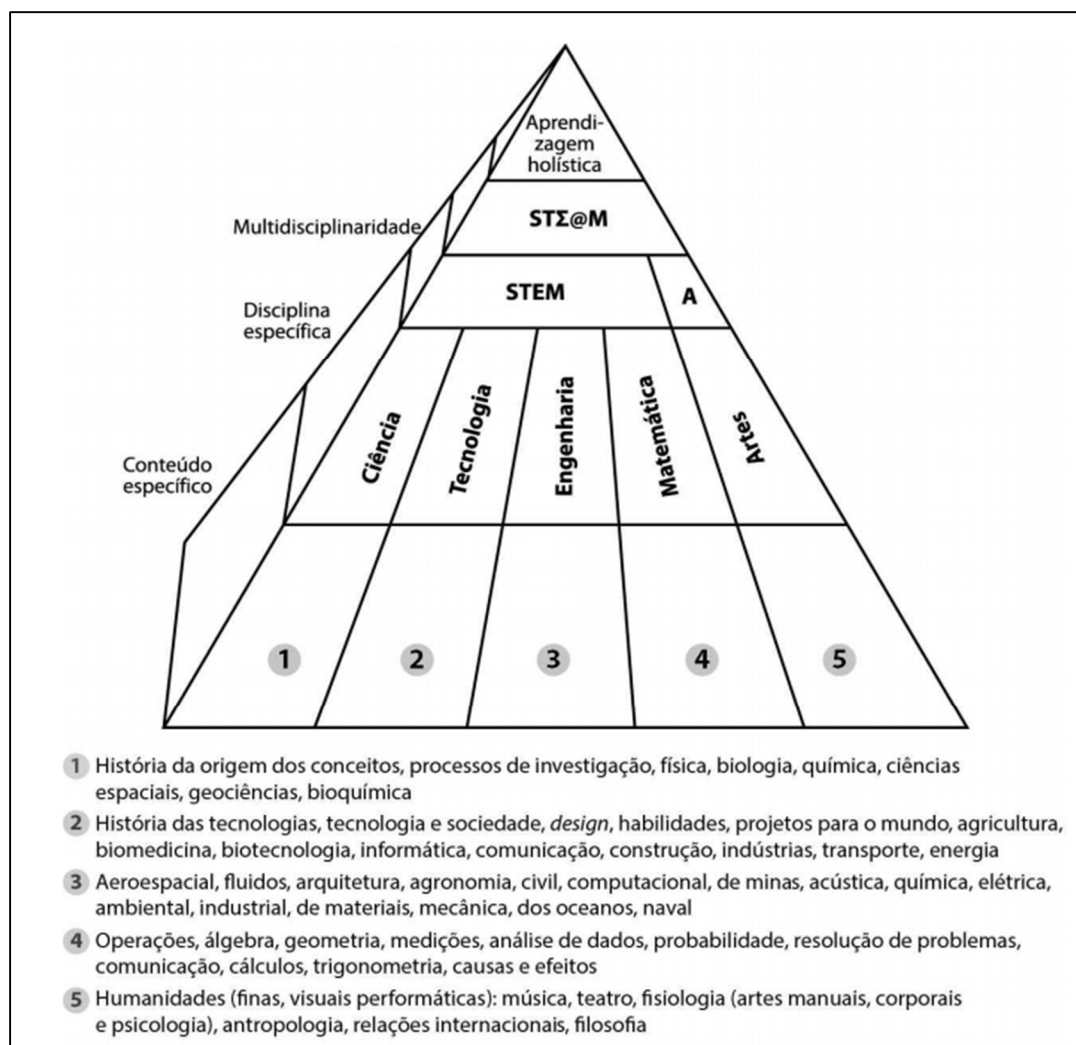 Aprendi-
zagem
holística
Multidisciplinaridade
STΣ@M
Disciplina
específica
STEM
A
Conteúdo
específico
Ciência
Tecnologia
Engenharia
Matemática
Artes
1
2
3
4
5
1 História da origem dos conceitos, processos de investigação, física, biologia, química, ciências
espaciais, geociências, bioquímica
2 História das tecnologias, tecnologia e sociedade, design, habilidades, projetos para o mundo, agricultura,
biomedicina, biotecnologia, informática, comunicação, construção, indústrias, transporte, energia
3 Aeroespacial, fluidos, arquitetura, agronomia, civil, computacional, de minas, acústica, química, elétrica,
ambiental, industrial, de materiais, mecânica, dos oceanos, naval
4 Operações, álgebra, geometria, medições, análise de dados, probabilidade, resolução de problemas,
comunicação, cálculos, trigonometria, causas e efeitos
5 Humanidades (finas, visuais performáticas): música, teatro, fisiologia (artes manuais, corporais
e psicologia), antropologia, relações internacionais, filosofia